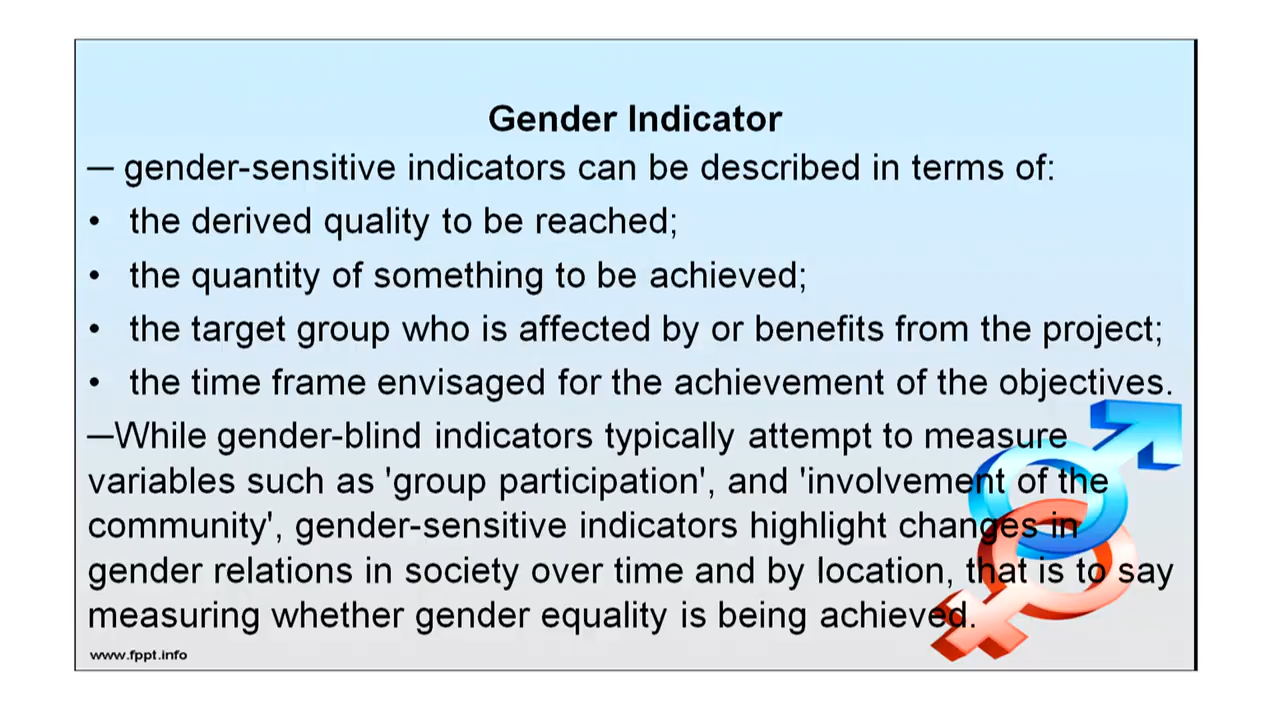 Gender Indicator
─ gender-sensitive indicators can be described in terms of:
• the derived quality to be reached;
• the quantity of something to be achieved;
• the target group who is affected by or benefits from the project;
• the time frame envisaged for the achievement of the objectives.
─While gender-blind indicators typically attempt to measure
variables such as 'group participation', and 'involvement of the
community', gender-sensitive indicators highlight changes in
gender relations in society over time and by location, that is to say
measuring whether gender equality is being achieved.
www.fppt.info